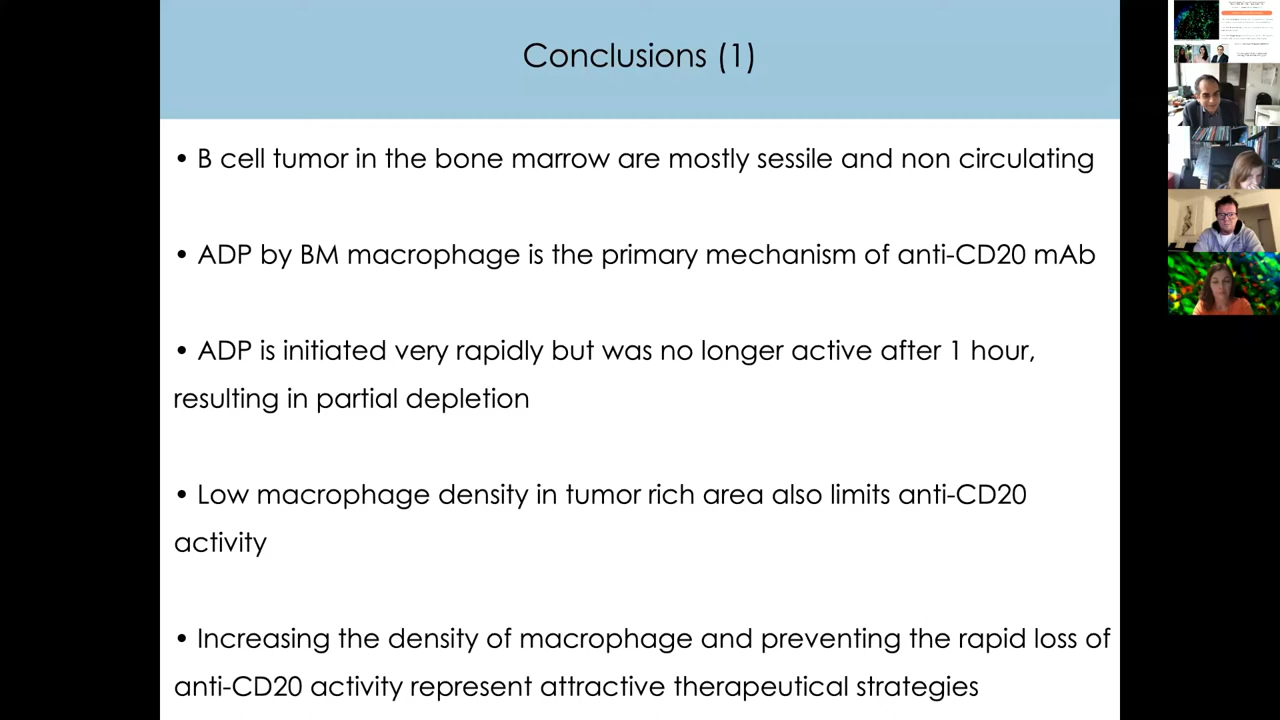 Conclusions (1)
• B cell tumor in the bone marrow are mostly sessile and non circulating
• ADP by BM macrophage is the primary mechanism of anti-CD20 mAb
• ADP is initiated very rapidly but was no longer active after 1 hour,
resulting in partial depletion
• Low macrophage density in tumor rich area also limits anti-CD20
activity
• Increasing the density of macrophage and preventing the rapid loss of
anti-CD20 activity represent attractive therapeutical strategies